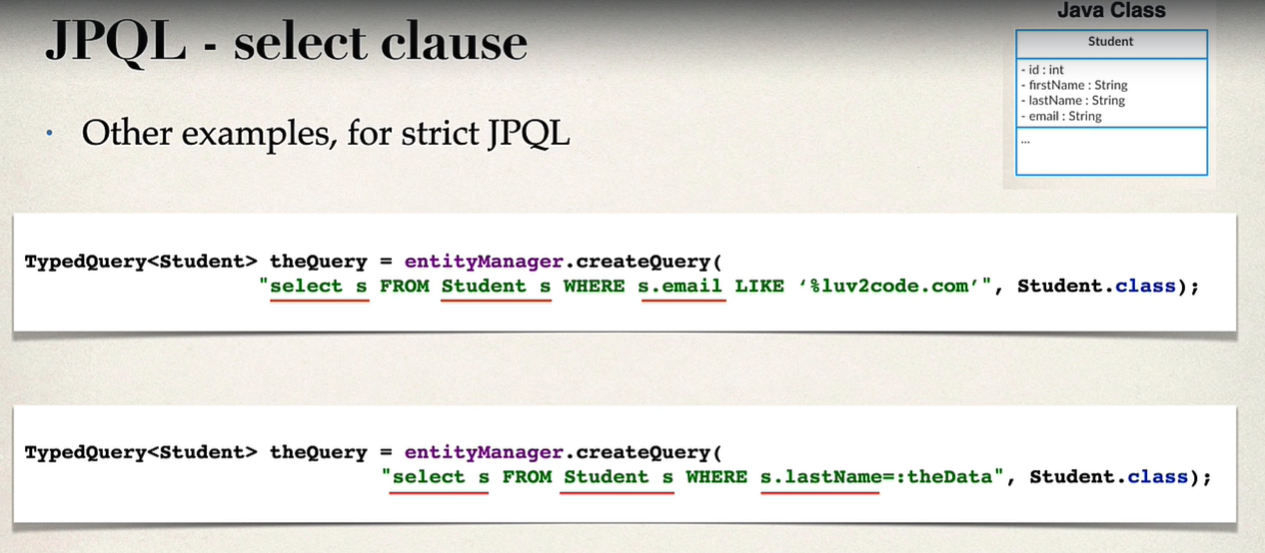 JPQL - select clause
• Other examples, for strict JPQL
Java Class
Student
- id : int
- firstName : String
- lastName : String
- email : String
...
TypedQuery<Student> theQuery = entityManager.createQuery(
"select s FROM Student s WHERE s.email LIKE ‘%luv2code.com’", Student.class);
TypedQuery<Student> theQuery = entityManager.createQuery(
"select s FROM Student s WHERE s.lastName=:theData", Student.class);